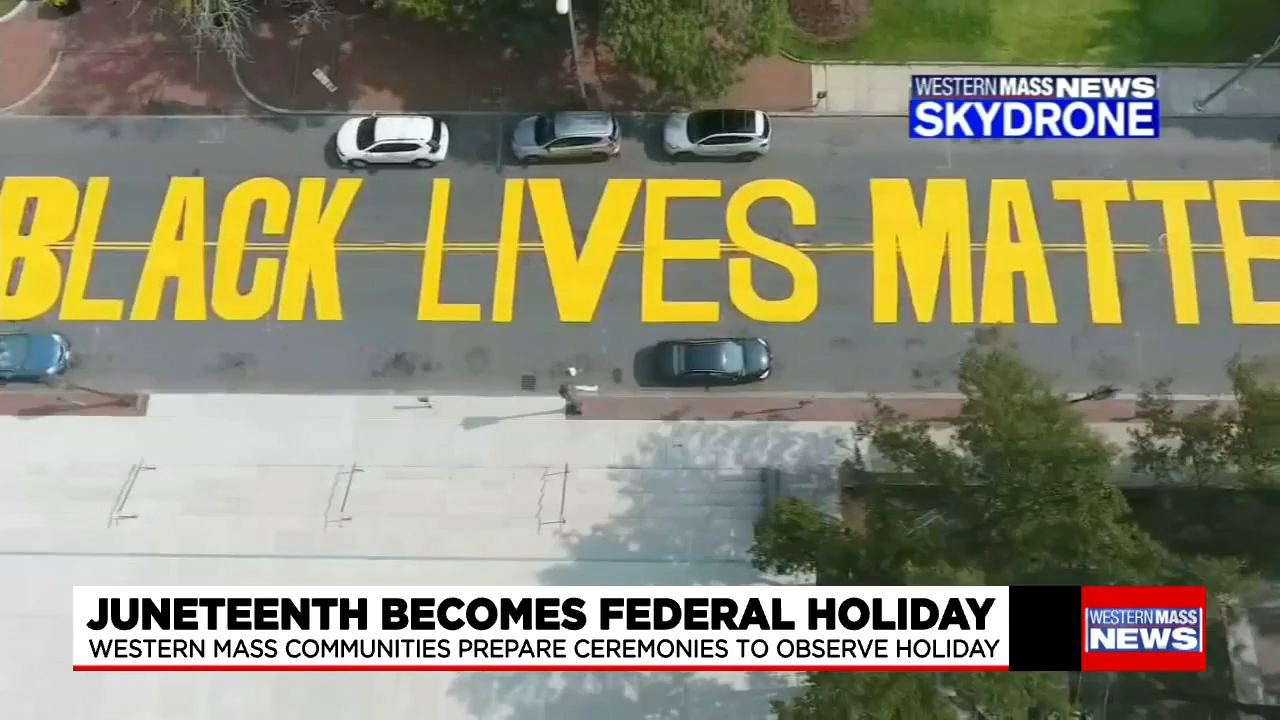 WESTERN MASS NEWS
SKYDRONE
BLACK LIVES MATTE
JUNETEENTH BECOMES FEDERAL HOLIDAY
WESTERN MASS COMMUNITIES PREPARE CEREMONIES TO OBSERVE HOLIDAY
WESTERN MASS
NEWS